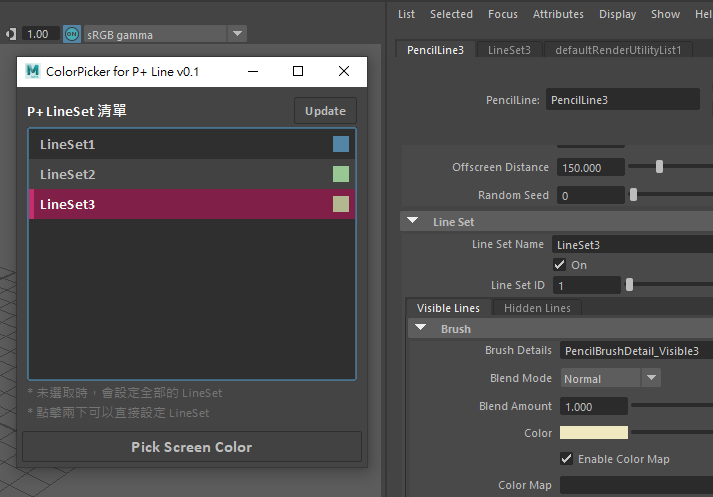 List Selected Focus Attributes Display Show Hel
1.00 ON sRGB gamma
PencilLine3 LineSet3 defaultRenderUtilityList1
M ColorPicker for P+ Line v0.1
P+ LineSet 清單 Update
LineSet1
LineSet2
LineSet3
* 未選取時，會設定全部的 LineSet
* 點擊兩下可以直接設定 LineSet
Pick Screen Color
PencilLine: PencilLine3
Offscreen Distance 150.000
Random Seed 0
Line Set
Line Set Name LineSet3
On
Line Set ID 1
Visible Lines Hidden Lines
Brush
Brush Details PencilBrushDetail_Visible3
Blend Mode Normal
Blend Amount 1.000
Color
Enable Color Map
Color Map